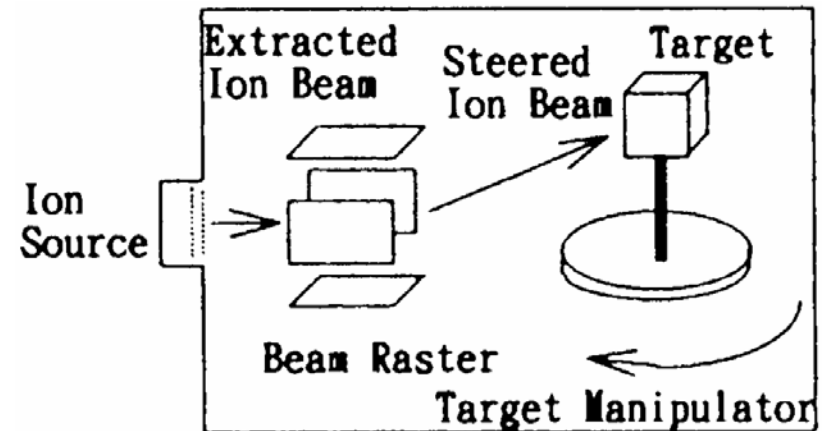 Extracted
Ion Beam
Steered
Ion Beam
Target
Ion
Source
Beam Raster
Target Manipulator